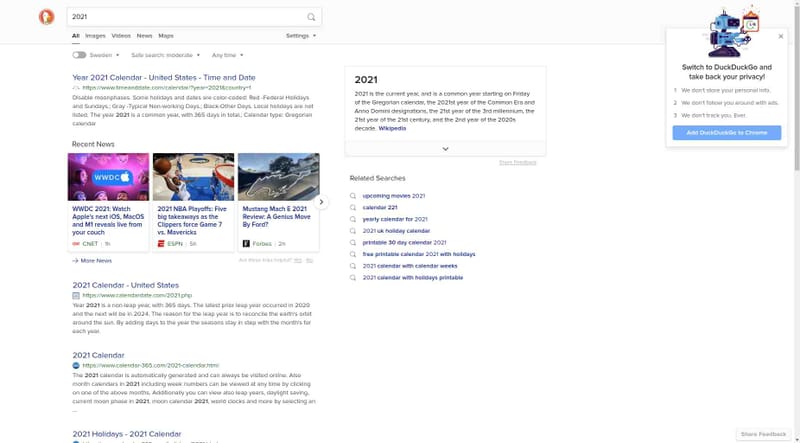 2021
All Images Videos News Maps Settings
Sweden Safe search: moderate Any time
Year 2021 Calendar - United States - Time and Date
https://www.timeanddate.com/calendar/?year=2021&country=1
Disable moonphases. Some holidays and dates are color-coded: Red -Federal Holidays
and Sundays.; Gray -Typical Non-working Days.; Black-Other Days. Local holidays are not
listed. The year 2021 is a common year, with 365 days in total.; Calendar type: Gregorian
calendar
Recent News
WWDC
WWDC 2021: Watch
Apple's next iOS, MacOS
and M1 reveals live from
your couch
CNET 1h
2021 NBA Playoffs: Five
big takeaways as the
Clippers force Game 7
vs. Mavericks
ESPN 5h
Mustang Mach E 2021
Review: A Genius Move
By Ford?
Forbes 2h
More News
Are these links helpful? Yes No
2021 Calendar - United States
https://www.calendardate.com/2021.php
Year 2021 is a non-leap year, with 365 days. The latest prior leap year occurred in 2020
and the next will be in 2024. The reason for the leap year is to reconcile the earth's orbit
around the sun. By adding days to the year the seasons stay in step with the month's for
each year.
2021 Calendar
https://www.calendar-365.com/2021-calendar.html
The 2021 calendar is automatically generated and can always be visited online. Also
month calendars in 2021 including week numbers can be viewed at any time by clicking
on one of the above months. Additionally you can view also leap years, daylight saving,
current moon phase in 2021, moon calendar 2021, world clocks and more by selecting an
...
2021 Holidays - 2021 Calendar
2021
2021 is the current year, and is a common year starting on Friday
of the Gregorian calendar, the 2021st year of the Common Era and
Anno Domini designations, the 21st year of the 3rd millennium, the
21st year of the 21st century, and the 2nd year of the 2020s
decade. Wikipedia
Share Feedback
Related Searches
upcoming movies 2021
calendar 221
yearly calendar for 2021
2021 uk holiday calendar
printable 30 day calendar 2021
free printable calendar 2021 with holidays
2021 calendar with calendar weeks
2021 calendar with holidays printable
Switch to DuckDuckGo and
take back your privacy!
1 We don't store your personal info.
2 We don't follow you around with ads.
3 We don't track you. Ever.
Add DuckDuckGo to Chrome
Share Feedback